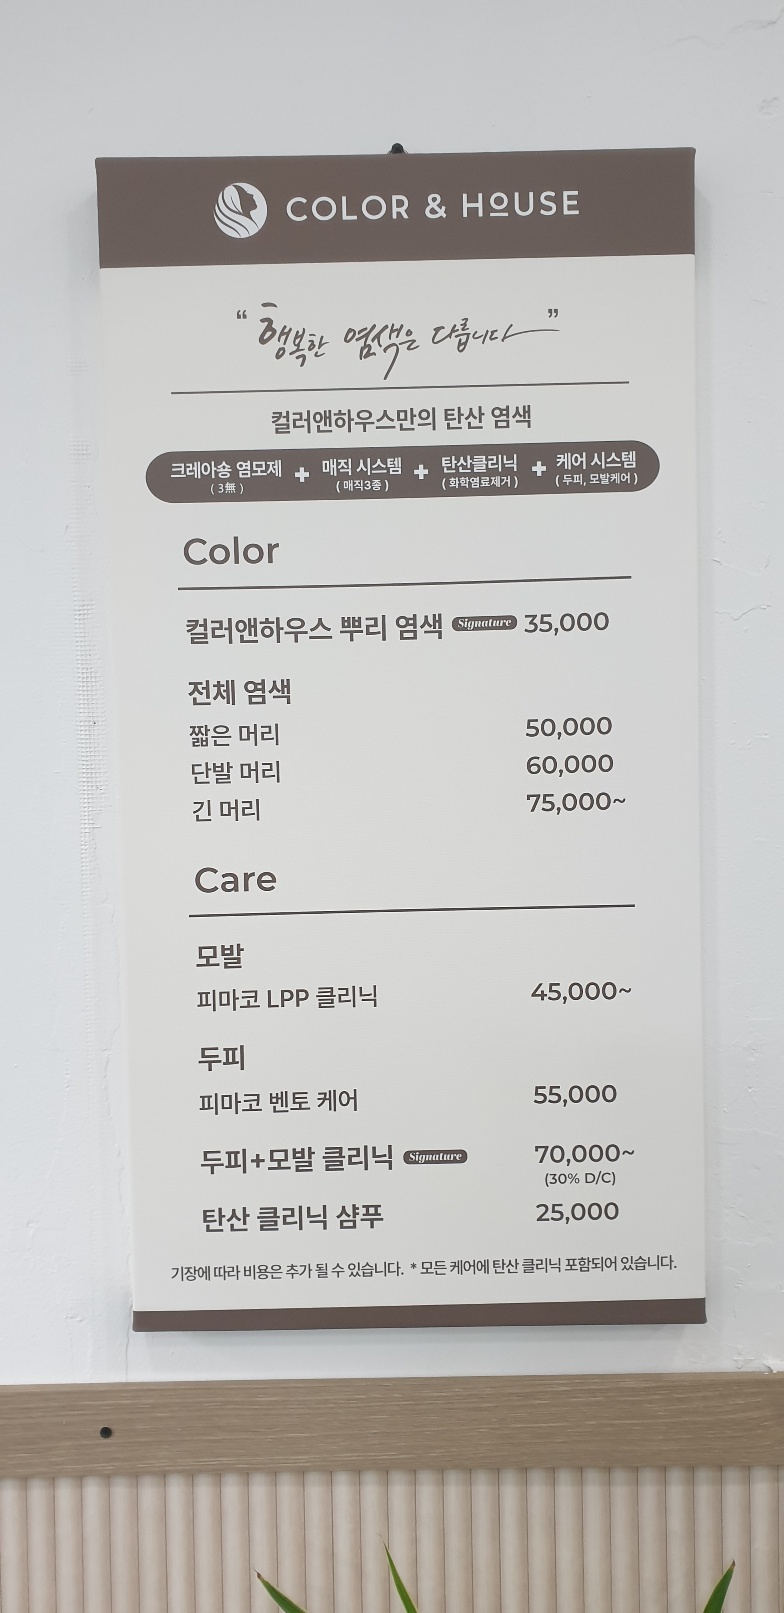 COLOR & HOUSE
“ 행복한 염색은 다릅니다 ”
컬러앤하우스만의 탄산 염색
크레아숑 염모제 + 매직 시스템 + 탄산클리닉 + 케어 시스템
( 3無 ) ( 매직3종 ) ( 화학염료제거 ) ( 두피, 모발케어 )
Color
컬러앤하우스 뿌리 염색 Signature 35,000
전체 염색
짧은 머리 50,000
단발 머리 60,000
긴 머리 75,000~
Care
모발
피마코 LPP 클리닉 45,000~
두피
피마코 벤토 케어 55,000
두피+모발 클리닉 Signature 70,000~
(30% D/C)
탄산 클리닉 샴푸 25,000
기장에 따라 비용은 추가 될 수 있습니다. * 모든 케어에 탄산 클리닉 포함되어 있습니다.